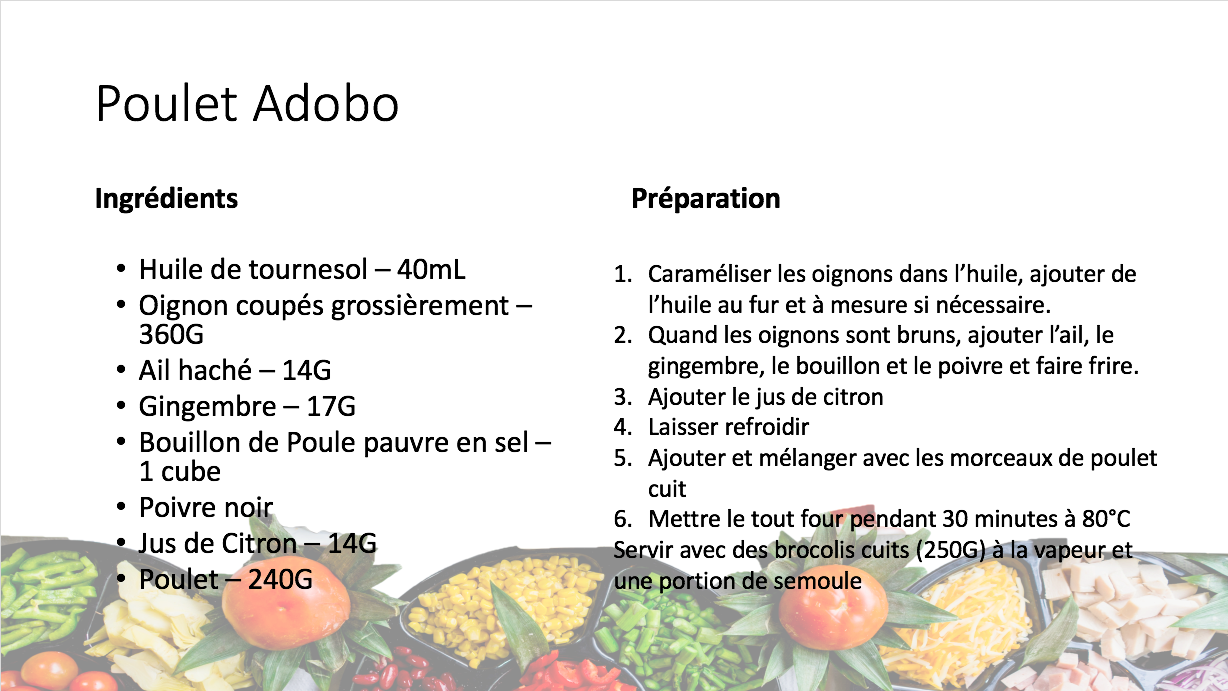 Poulet Adobo
Ingrédients
• Huile de tournesol – 40mL
• Oignon coupés grossièrement –
360G
• Ail haché – 14G
• Gingembre – 17G
• Bouillon de Poule pauvre en sel –
1 cube
• Poivre noir
• Jus de Citron – 14G
• Poulet – 240G
Préparation
1. Caraméliser les oignons dans l’huile, ajouter de
l’huile au fur et à mesure si nécessaire.
2. Quand les oignons sont bruns, ajouter l’ail, le
gingembre, le bouillon et le poivre et faire frire.
3. Ajouter le jus de citron
4. Laisser refroidir
5. Ajouter et mélanger avec les morceaux de poulet
cuit
6. Mettre le tout four pendant 30 minutes à 80°C
Servir avec des brocolis cuits (250G) à la vapeur et
une portion de semoule